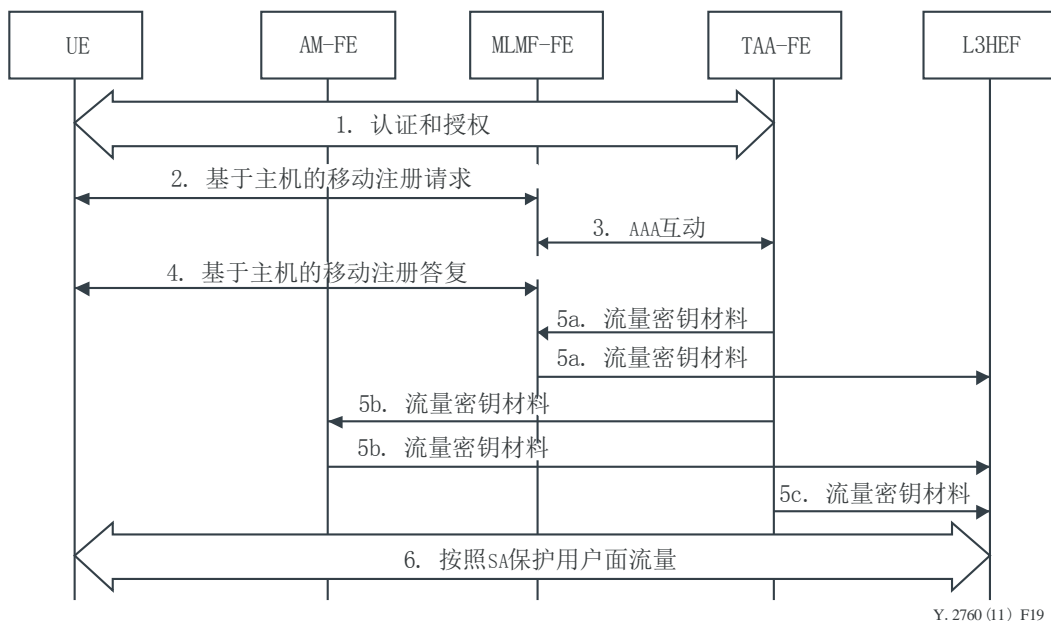 UE AM-FE MLMF-FE TAA-FE L3HEF
1. 认证和授权
2. 基于主机的移动注册请求
3. AAA互动
4. 基于主机的移动注册答复
5a. 流量密钥材料
5a. 流量密钥材料
5b. 流量密钥材料
5b. 流量密钥材料
5c. 流量密钥材料
6. 按照SA保护用户面流量
Y.2760(11) F19